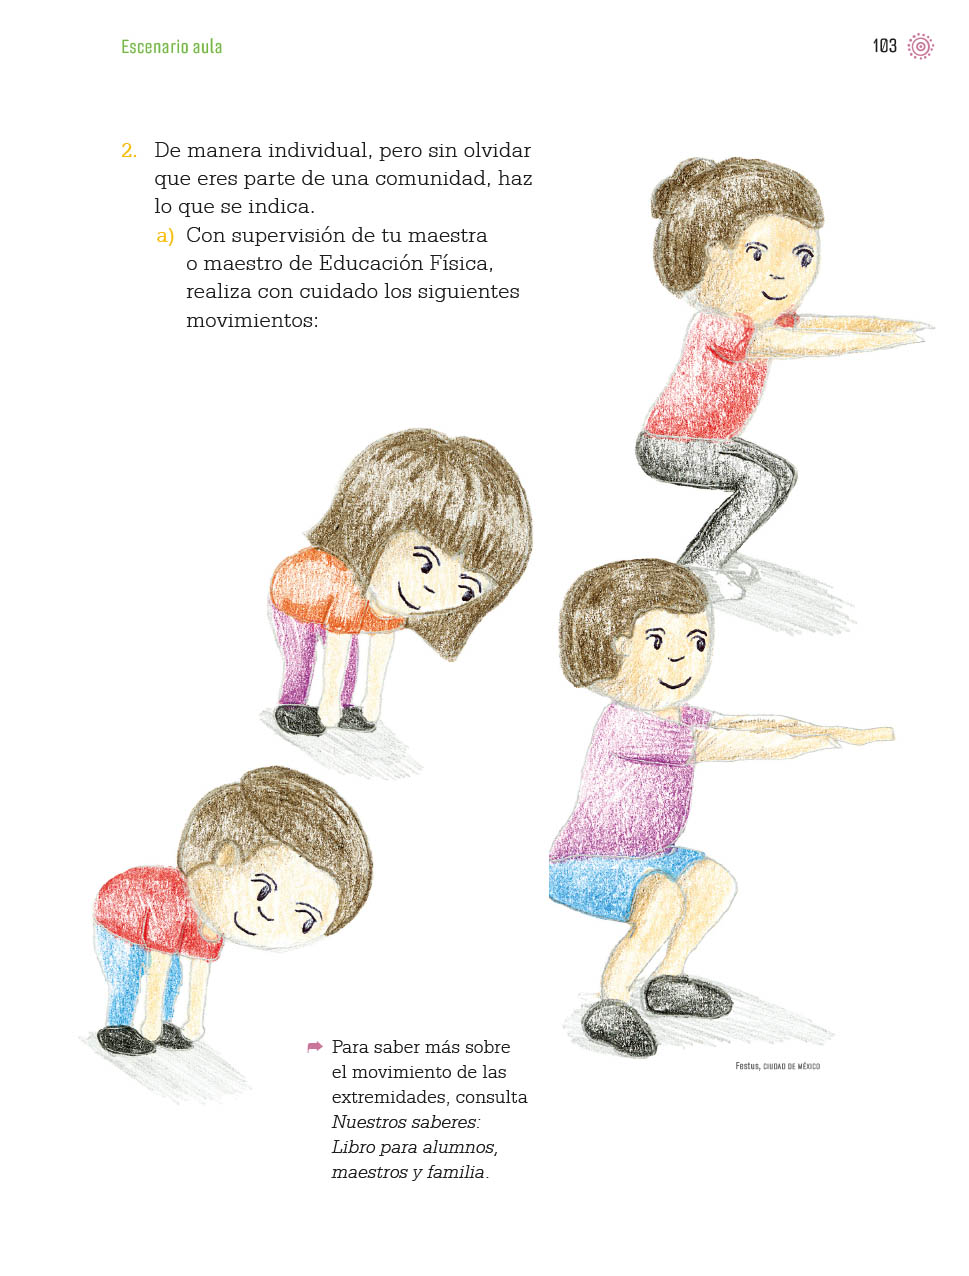 Escenario aula
103
2. De manera individual, pero sin olvidar
que eres parte de una comunidad, haz
lo que se indica.
a) Con supervisión de tu maestra
o maestro de Educación Física,
realiza con cuidado los siguientes
movimientos:
Para saber más sobre
el movimiento de las
extremidades, consulta
Nuestros saberes:
Libro para alumnos,
maestros y familia.
Festus, CIUDAD DE MÉXICO